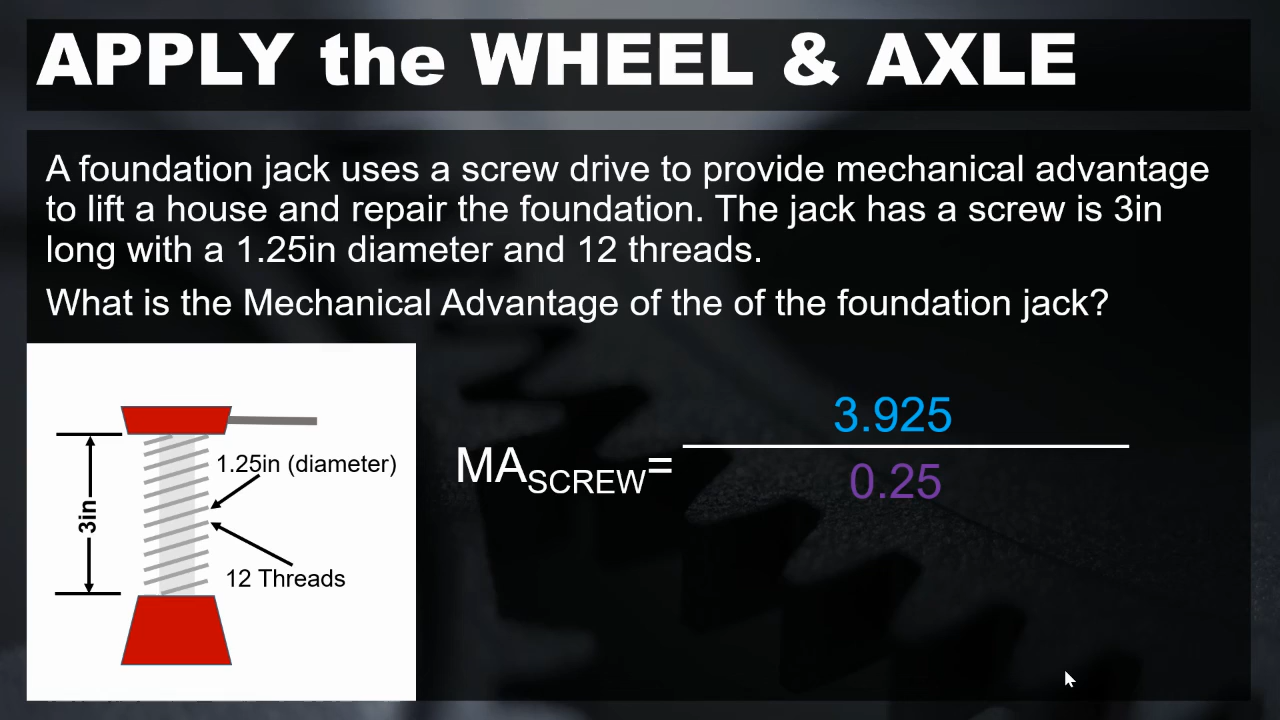 APPLY the WHEEL & AXLE
A foundation jack uses a screw drive to provide mechanical advantage
to lift a house and repair the foundation. The jack has a screw is 3in
long with a 1.25in diameter and 12 threads.
What is the Mechanical Advantage of the of the foundation jack?
1.25in (diameter)
3in
12 Threads
3.925
MASCREW=
0.25